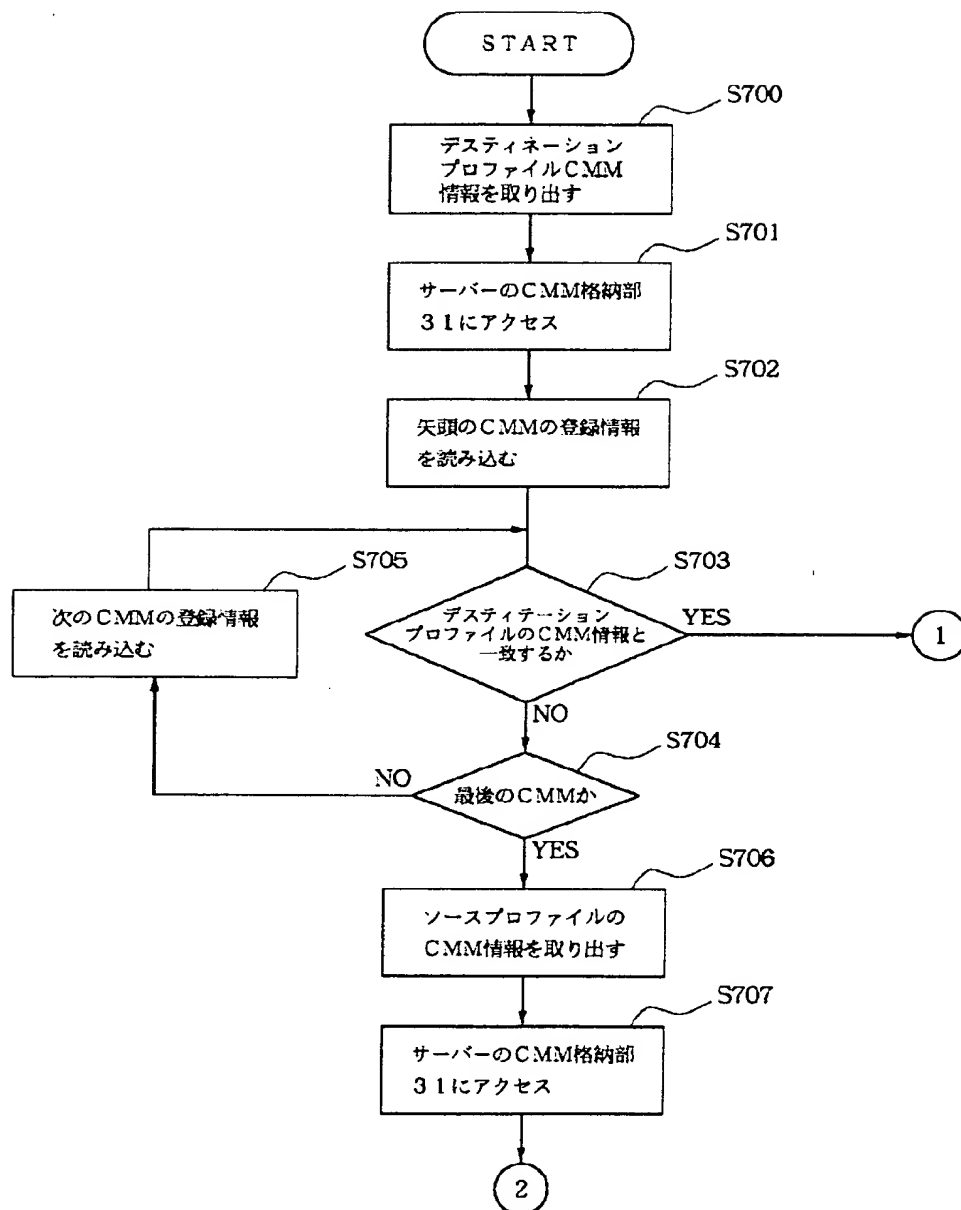 START
S700
デスティネーション
プロファイルCMM
情報を取り出す
S701
サーバーのCMM格納部
31にアクセス
S702
矢頭のCMMの登録情報
を読み込む
S705
次のCMMの登録情報
を読み込む
S703
デスティテーション
プロファイルのCMM情報と
一致するか
YES
1
NO
S704
最後のCMMか
NO
YES
S706
ソースプロファイルの
CMM情報を取り出す
S707
サーバーのCMM格納部
31にアクセス
2